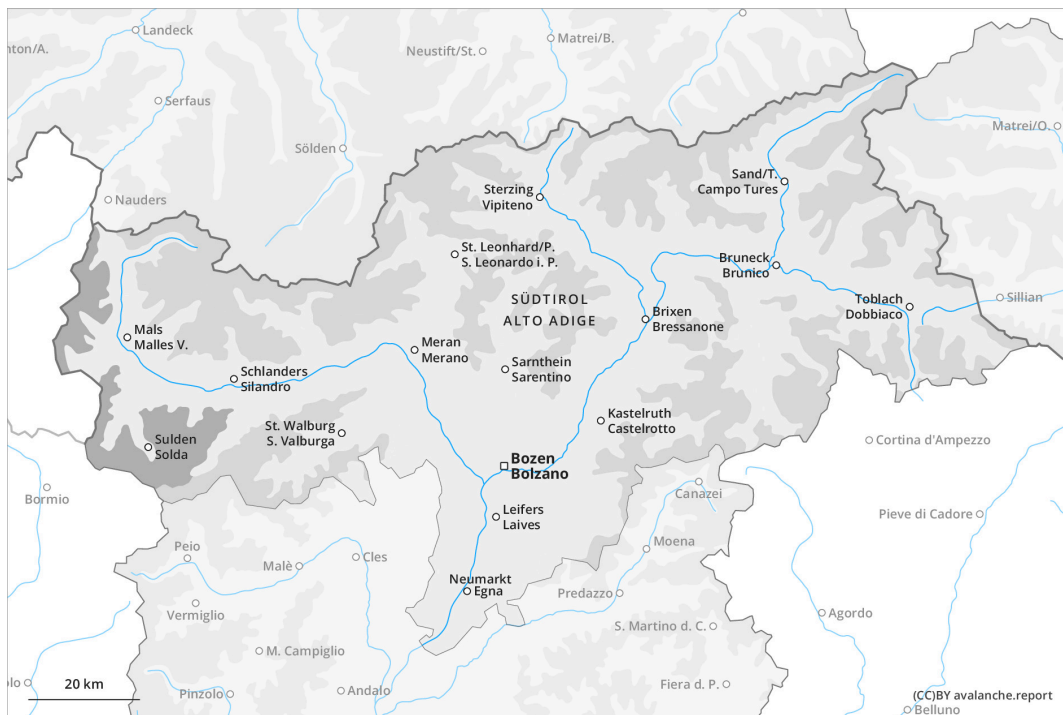 Landeck
nton/A.
Matrei/B.
Neustift/St.
Serfaus
Matrei/O.
Sölden
Sand/T.
Campo Tures
Sterzing
Vipiteno
Nauders
St. Leonhard/P.
S. Leonardo i. P.
Bruneck
Brunico
SÜDTIROL
ALTO ADIGE
Toblach
Dobbiaco
Sillian
Brixen
Bressanone
Mals
Malles V.
Meran
Merano
Sarnthein
Sarentino
Schlanders
Silandro
Kastelruth
Castelrotto
St. Walburg
S. Valburga
Sulden
Solda
Cortina d'Ampezzo
Bozen
Bolzano
Bormio
Canazei
Leifers
Laives
Pieve di Cadore
Moena
Peio
Cles
Malè
Neumarkt
Egna
Predazzo
Vermiglio
Agordo
S. Martino d. C.
M. Campiglio
olo
20 km
Pinzolo
Andalo
Fiera d. P.
(CC)BY avalanche.report
Belluno